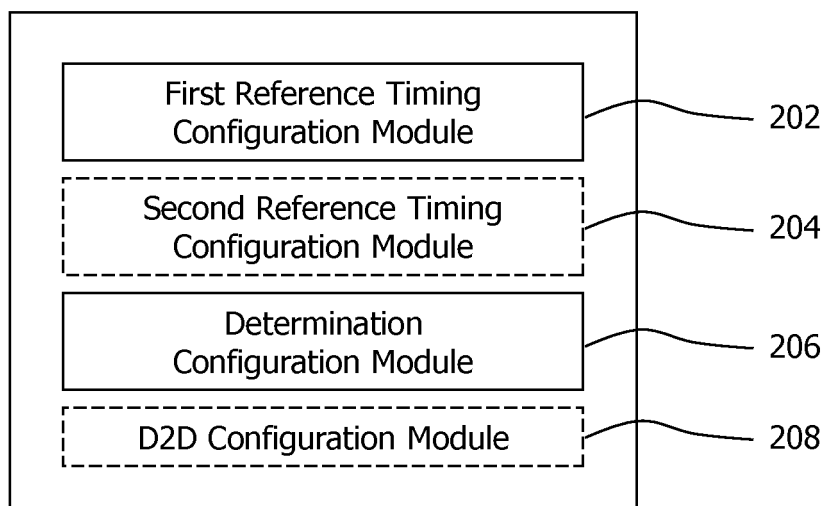 First Reference Timing
Configuration Module
202
Second Reference Timing
Configuration Module
204
Determination
Configuration Module
206
D2D Configuration Module
208